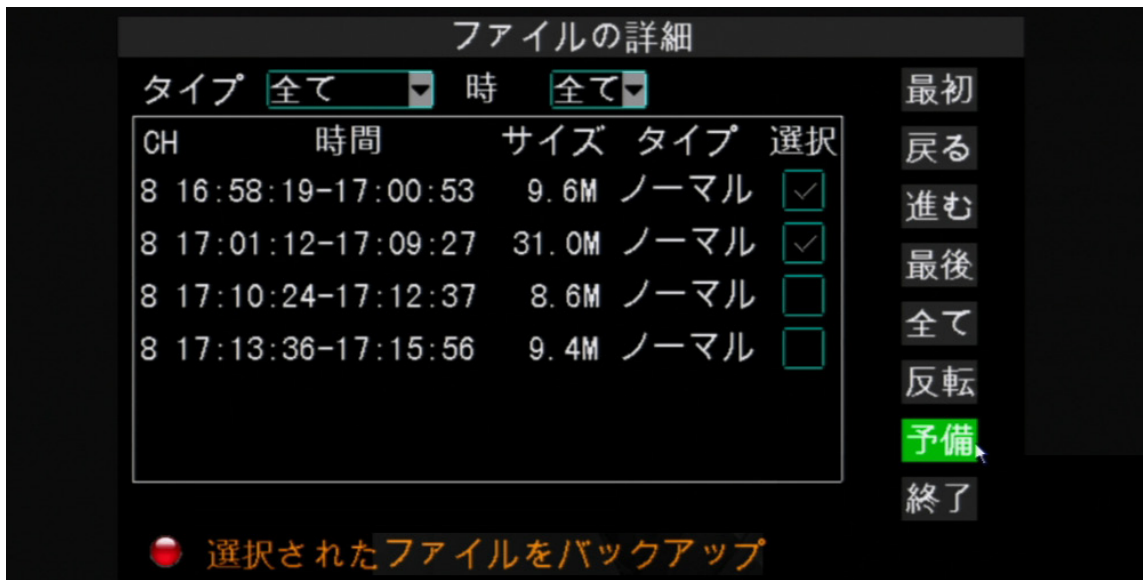 ファイルの詳細
タイプ 全て 時 全て
CH 時間 サイズ タイプ 選択
8 16:58:19-17:00:53 9.6M ノーマル
8 17:01:12-17:09:27 31.0M ノーマル
8 17:10:24-17:12:37 8.6M ノーマル
8 17:13:36-17:15:56 9.4M ノーマル
最初
戻る
進む
最後
全て
反転
予備
終了
選択されたファイルをバックアップ